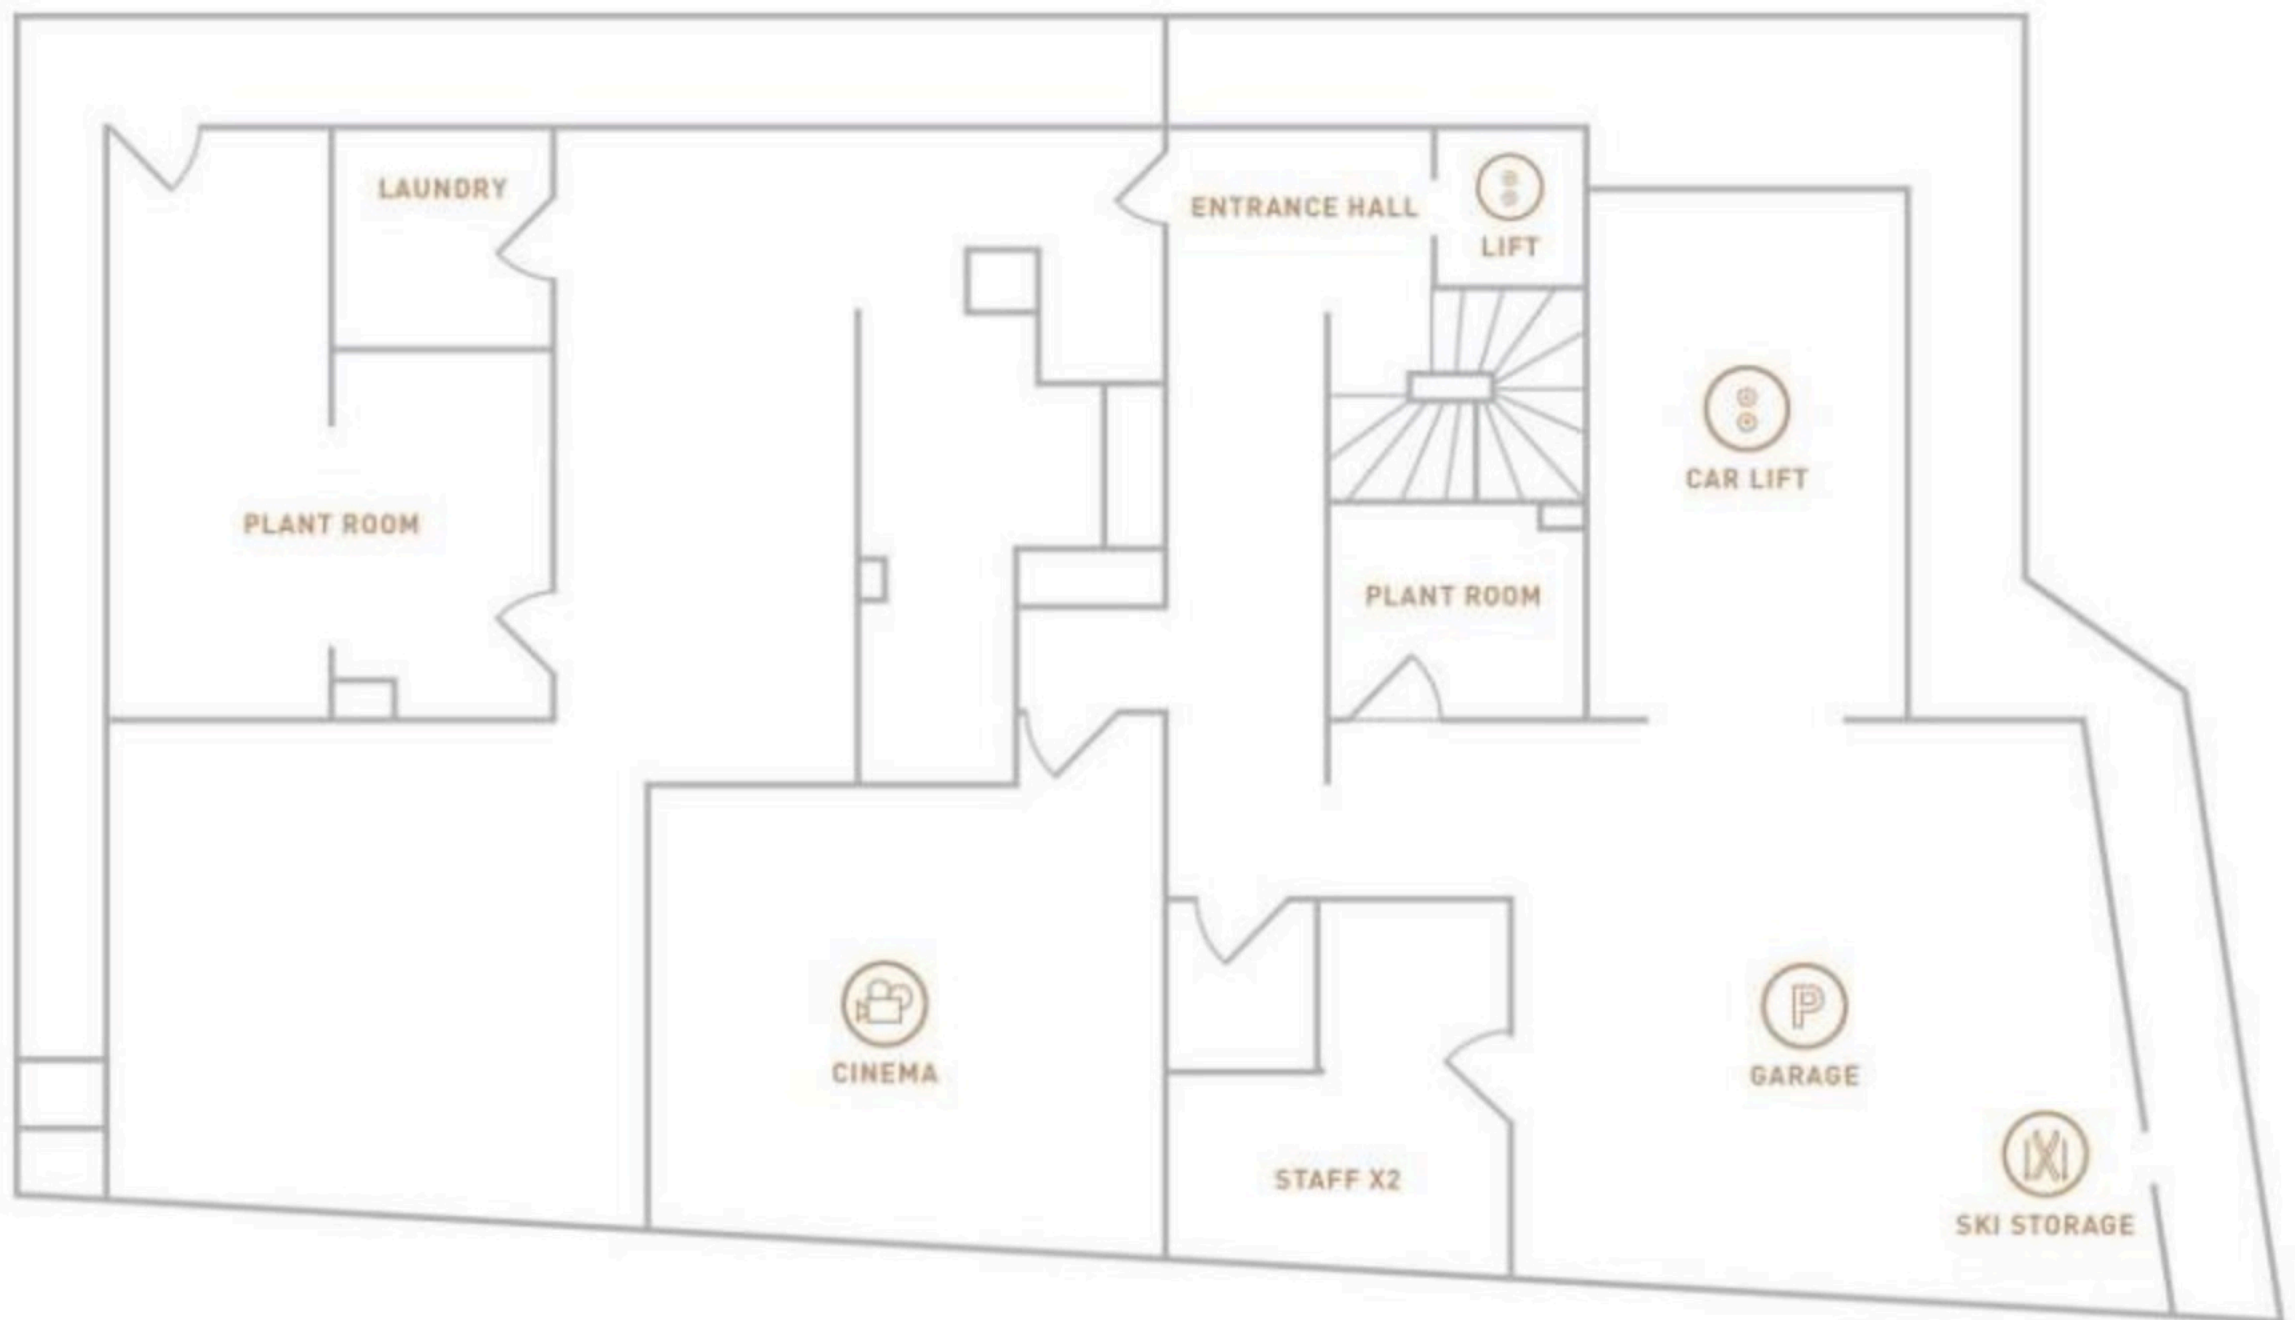 LAUNDRY
ENTRANCE HALL
LIFT
CAR LIFT
PLANT ROOM
PLANT ROOM
P
CINEMA
GARAGE
STAFF X2
SKI STORAGE